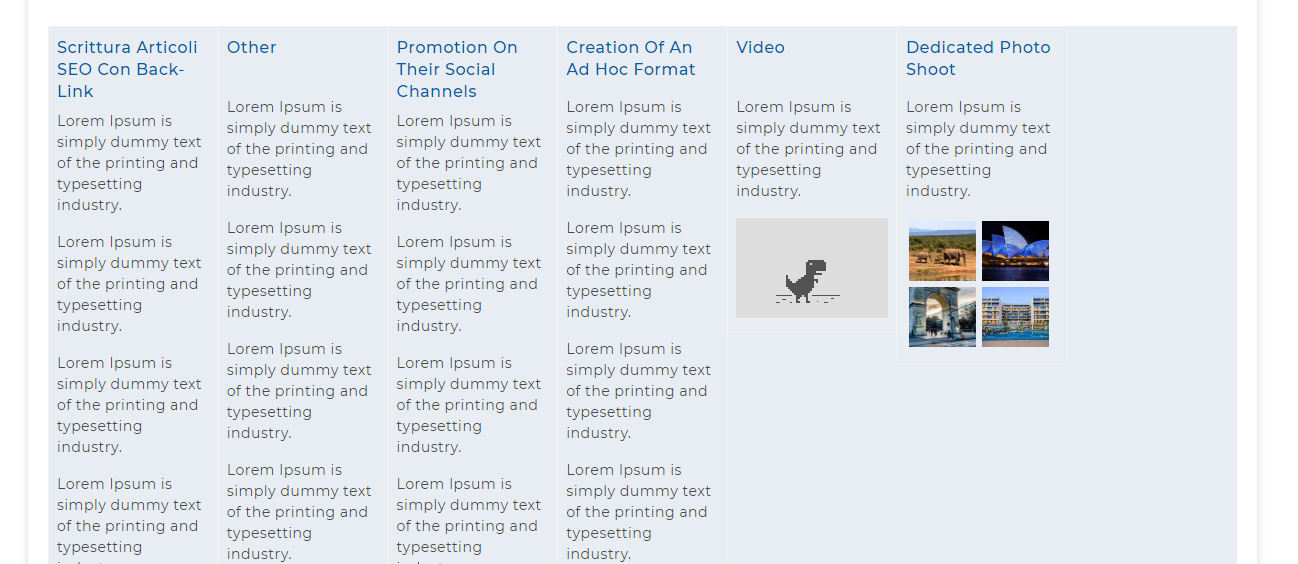 Scrittura Articoli
SEO Con Back-
Link
Lorem Ipsum is
simply dummy text
of the printing and
typesetting
industry.
Lorem Ipsum is
simply dummy text
of the printing and
typesetting
industry.
Lorem Ipsum is
simply dummy text
of the printing and
typesetting
industry.
Lorem Ipsum is
simply dummy text
of the printing and
typesetting
Other
Lorem Ipsum is
simply dummy text
of the printing and
typesetting
industry.
Lorem Ipsum is
simply dummy text
of the printing and
typesetting
industry.
Lorem Ipsum is
simply dummy text
of the printing and
typesetting
industry.
Lorem Ipsum is
simply dummy text
of the printing and
typesetting
industry.
Promotion On
Their Social
Channels
Lorem Ipsum is
simply dummy text
of the printing and
typesetting
industry.
Lorem Ipsum is
simply dummy text
of the printing and
typesetting
industry.
Lorem Ipsum is
simply dummy text
of the printing and
typesetting
industry.
Lorem Ipsum is
simply dummy text
of the printing and
typesetting
Creation Of An
Ad Hoc Format
Lorem Ipsum is
simply dummy text
of the printing and
typesetting
industry.
Lorem Ipsum is
simply dummy text
of the printing and
typesetting
industry.
Lorem Ipsum is
simply dummy text
of the printing and
typesetting
industry.
Lorem Ipsum is
simply dummy text
of the printing and
typesetting
industry.
Video
Lorem Ipsum is
simply dummy text
of the printing and
typesetting
industry.
Dedicated Photo
Shoot
Lorem Ipsum is
simply dummy text
of the printing and
typesetting
industry.